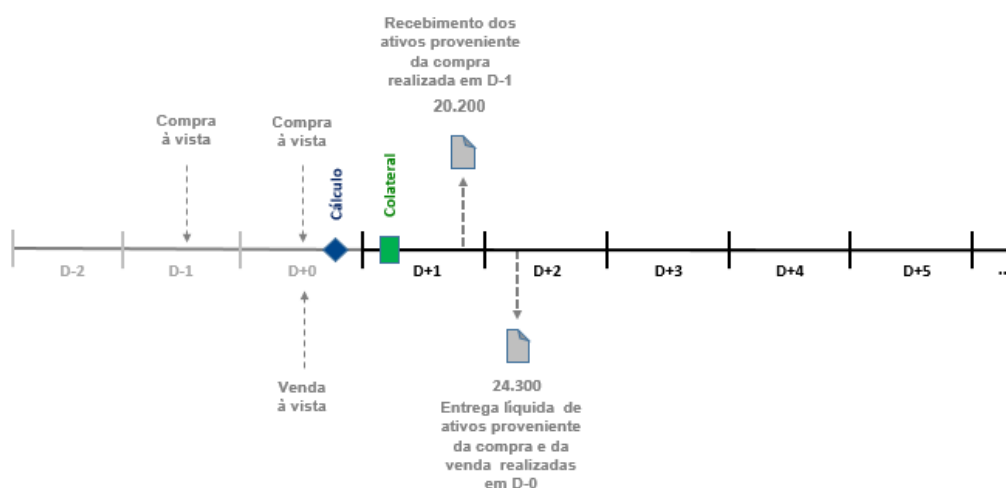 Recebimento dos
ativos proveniente
da compra
realizada em D-1
20.200
Compra
à vista
Compra
à vista
Cálculo
Colateral
D-2
D-1
D+0
D+1
D+2
D+3
D+4
D+5
...
Venda
à vista
24.300
Entrega líquida de
ativos proveniente
da compra e da
venda realizadas
em D-0